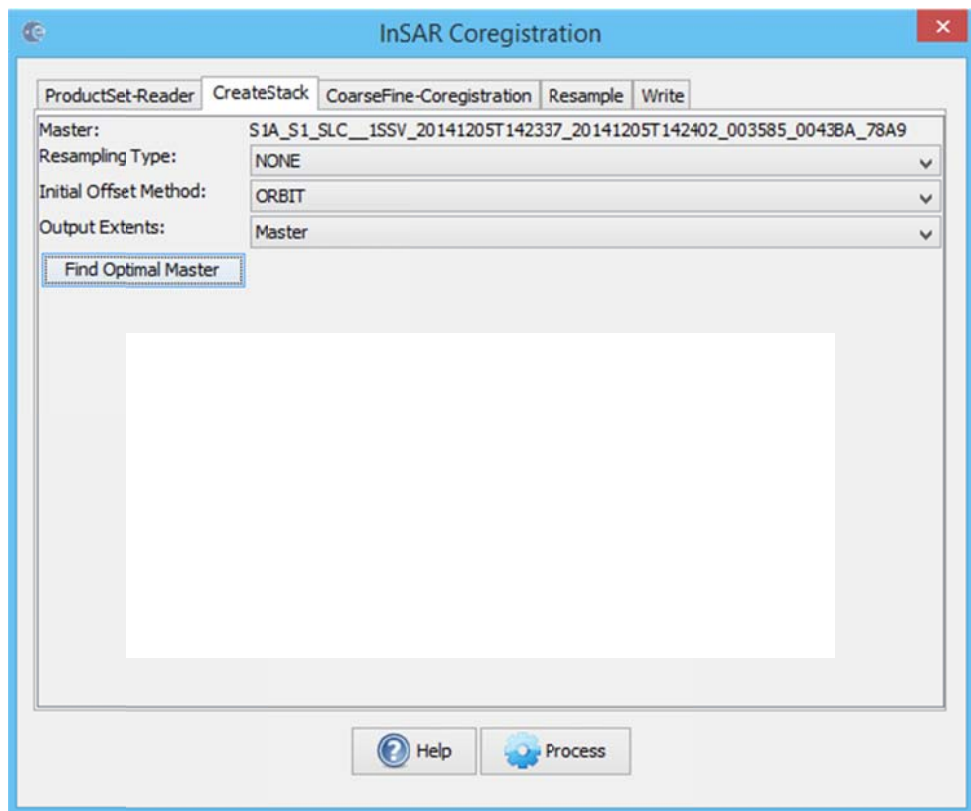 InSAR Coregistration
ProductSet-Reader CreateStack CoarseFine-Coregistration Resample Write
Master: S1A_S1_SLC__1SSV_20141205T142337_20141205T142402_003585_0043BA_78A9
Resampling Type: NONE
Initial Offset Method: ORBIT
Output Extents: Master
Find Optimal Master
Help Process